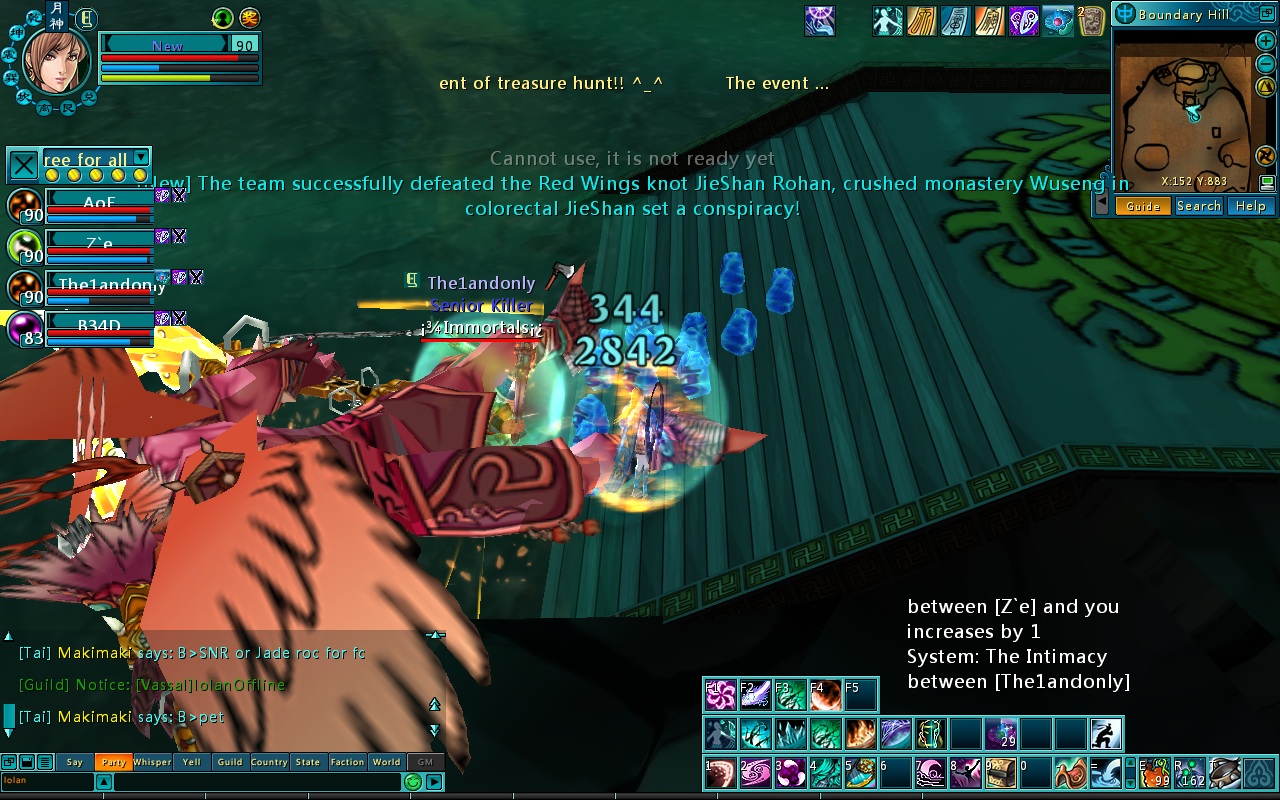 月神
New
90
奖
2
Boundary Hill
X:152 Y:883
Guide Search Help
ent of treasure hunt!! ^_^ The event ...
Cannot use, it is not ready yet
[New] The team successfully defeated the Red Wings knot JieShan Rohan, crushed monastery Wuseng in
colorectal JieShan set a conspiracy!
ree for all
AoE
90
Z`e
90
The1andonly
90
B34D
83
The1andonly
Senior Killer
Immortals
344
2842
between [Z`e] and you
increases by 1
System: The Intimacy
between [The1andonly]
[Tai] Makimaki says: B>SNR or Jade roc for fc
[Guild] Notice: [Vassal]IolanOffline
[Tai] Makimaki says: B>pet
Say Party Whisper Yell Guild Country State Faction World GM
Iolan
F1 F2 F3 F4 F5
29
1 2 3 4 5 6 7 8 9 0 - = E 99 R 162 T